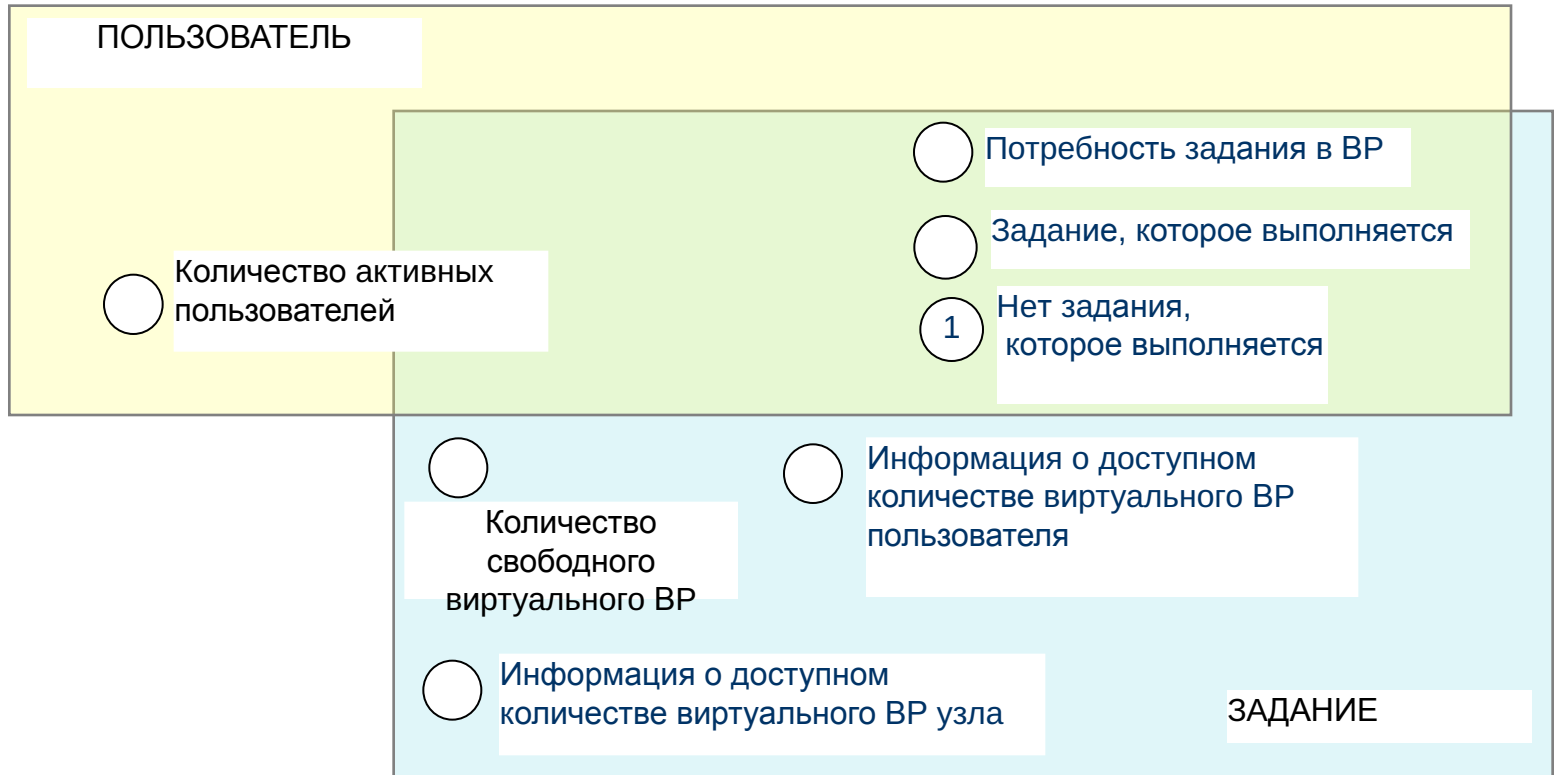 ПОЛЬЗОВАТЕЛЬ
Потребность задания в ВР
Задание, которое выполняется
Количество активных
пользователей
1
Нет задания,
которое выполняется
Количество
свободного
виртуального ВР
Информация о доступном
количестве виртуального ВР
пользователя
Информация о доступном
количестве виртуального ВР узла
ЗАДАНИЕ